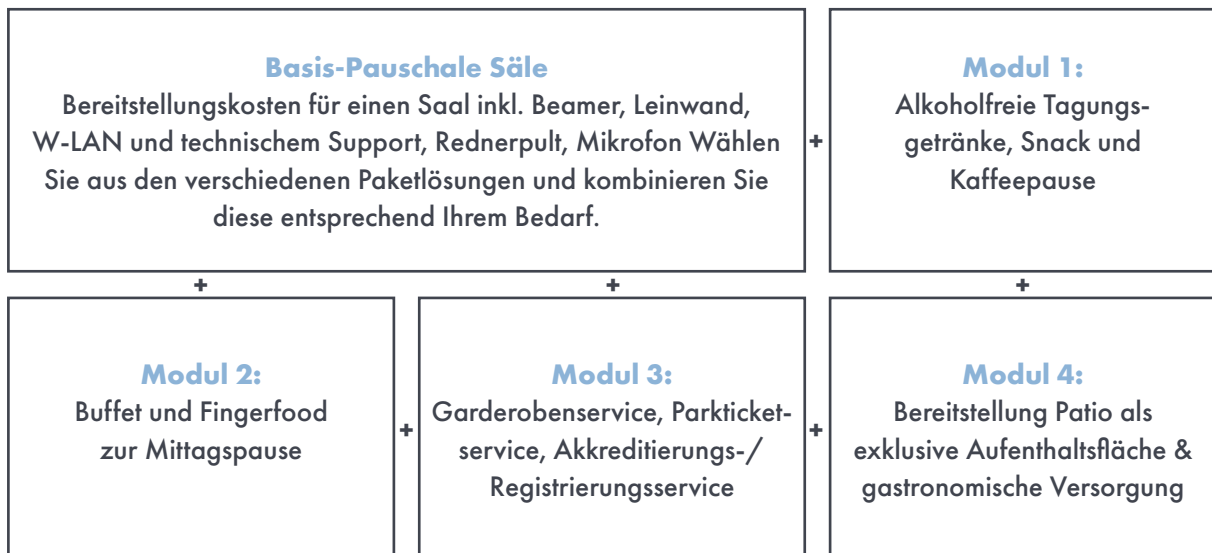 Basis-Pauschale Säle
Bereitstellungskosten für einen Saal inkl. Beamer, Leinwand,
W-LAN und technischem Support, Rednerpult, Mikrofon Wählen
Sie aus den verschiedenen Paketlösungen und kombinieren Sie
diese entsprechend Ihrem Bedarf.
+
Modul 1:
Alkoholfreie Tagungs-
getränke, Snack und
Kaffeepause
+
+
+
Modul 2:
Buffet und Fingerfood
zur Mittagspause
+
Modul 3:
Garderobenservice, Parkticket-
service, Akkreditierungs-/
Registrierungsservice
+
Modul 4:
Bereitstellung Patio als
exklusive Aufenthaltsfläche &
gastronomische Versorgung